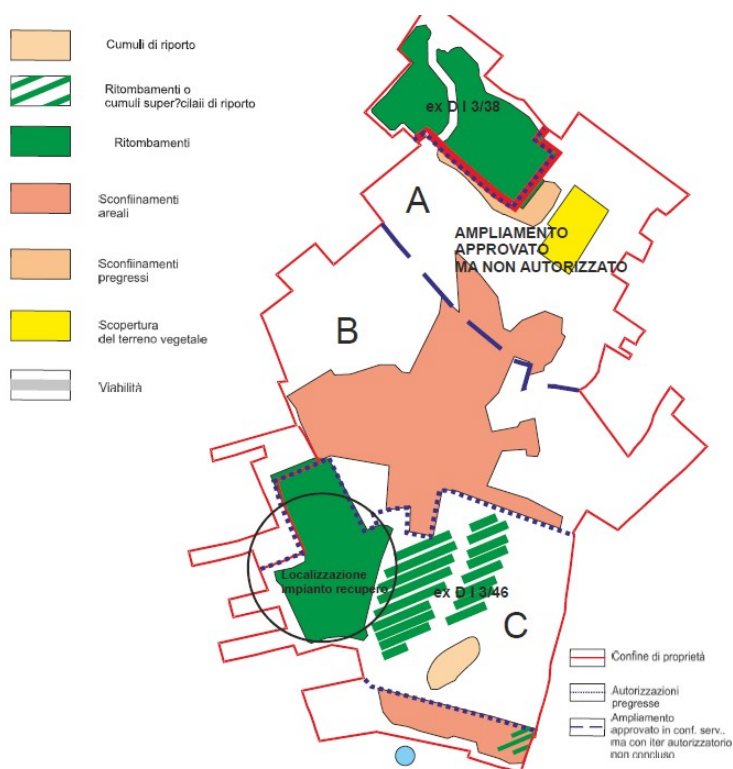 Cumuli di riporto
Ritombamenti o
cumuli super?cilaii di riporto
Ritombamenti
Sconfiinamenti
areali
Sconfiinamenti
pregressi
Scopertura
del terreno vegetale
Viabilità
ex D I 3/38
A
AMPLIAMENTO
APPROVATO
MA NON AUTORIZZATO
B
Localizzazione
impianto recupero
ex D I 3/46
C
Confine di proprietà
Autorizzazioni
pregresse
Ampliamento
approvato in conf. serv..
ma con iter autorizzatorio
non concluso